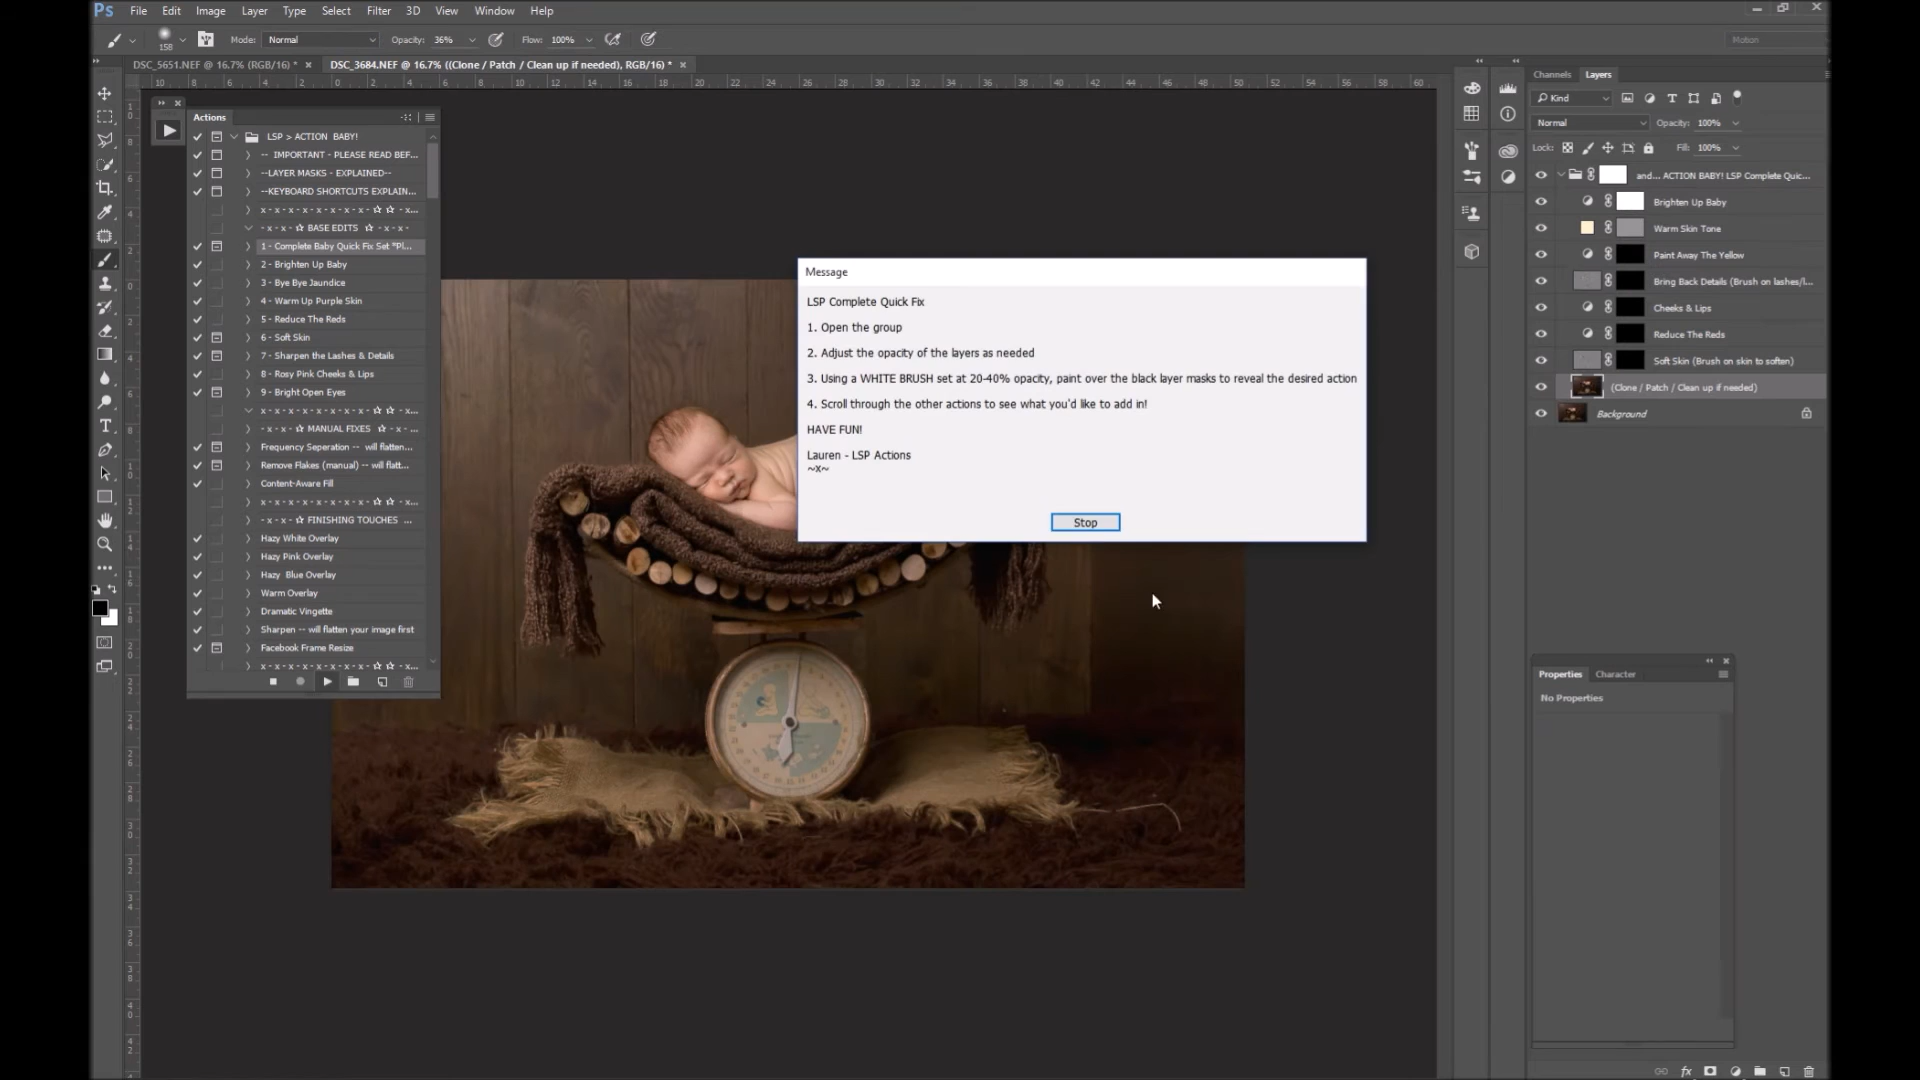 Ps File Edit Image Layer Type Select Filter 3D View Window Help
158 Mode: Normal Opacity: 36% Flow: 100% Motion
DSC_5651.NEF @ 16.7% (RGB/16) * × DSC_3684.NEF @ 16.7% ((Clone / Patch / Clean up if needed), RGB/16) * ×
Actions
LSP > ACTION BABY!
-- IMPORTANT - PLEASE READ BEF...
--LAYER MASKS - EXPLAINED--
--KEYBOARD SHORTCUTS EXPLAIN...
x - x - x - x - x - x - x - x - x - ☆ ☆ - x...
- x - x - ☆ BASE EDITS ☆ - x - x -
1 - Complete Baby Quick Fix Set *Pl...
2 - Brighten Up Baby
3 - Bye Bye Jaundice
4 - Warm Up Purple Skin
5 - Reduce The Reds
6 - Soft Skin
7 - Sharpen the Lashes & Details
8 - Rosy Pink Cheeks & Lips
9 - Bright Open Eyes
x - x - x - x - x - x - x - x - x - ☆ ☆ - x...
- x - x - ☆ MANUAL FIXES ☆ - x - ...
Frequency Seperation -- will flatten...
Remove Flakes (manual) -- will flatt...
Content-Aware Fill
x - x - x - x - x - x - x - x - x - ☆ ☆ - x...
- x - x - ☆ FINISHING TOUCHES ...
Hazy White Overlay
Hazy Pink Overlay
Hazy Blue Overlay
Warm Overlay
Dramatic Vingette
Sharpen -- will flatten your image first
Facebook Frame Resize
x - x - x - x - x - x - x - x - x - ☆ ☆ - x...
Message
LSP Complete Quick Fix
1. Open the group
2. Adjust the opacity of the layers as needed
3. Using a WHITE BRUSH set at 20-40% opacity, paint over the black layer masks to reveal the desired action
4. Scroll through the other actions to see what you'd like to add in!
HAVE FUN!
Lauren - LSP Actions
~x~
Stop
Channels Layers
Kind
Normal Opacity: 100%
Lock: Fill: 100%
and... ACTION BABY! LSP Complete Quic...
Brighten Up Baby
Warm Skin Tone
Paint Away The Yellow
Bring Back Details (Brush on lashes/l...
Cheeks & Lips
Reduce The Reds
Soft Skin (Brush on skin to soften)
(Clone / Patch / Clean up if needed)
Background
Properties Character
No Properties
fx